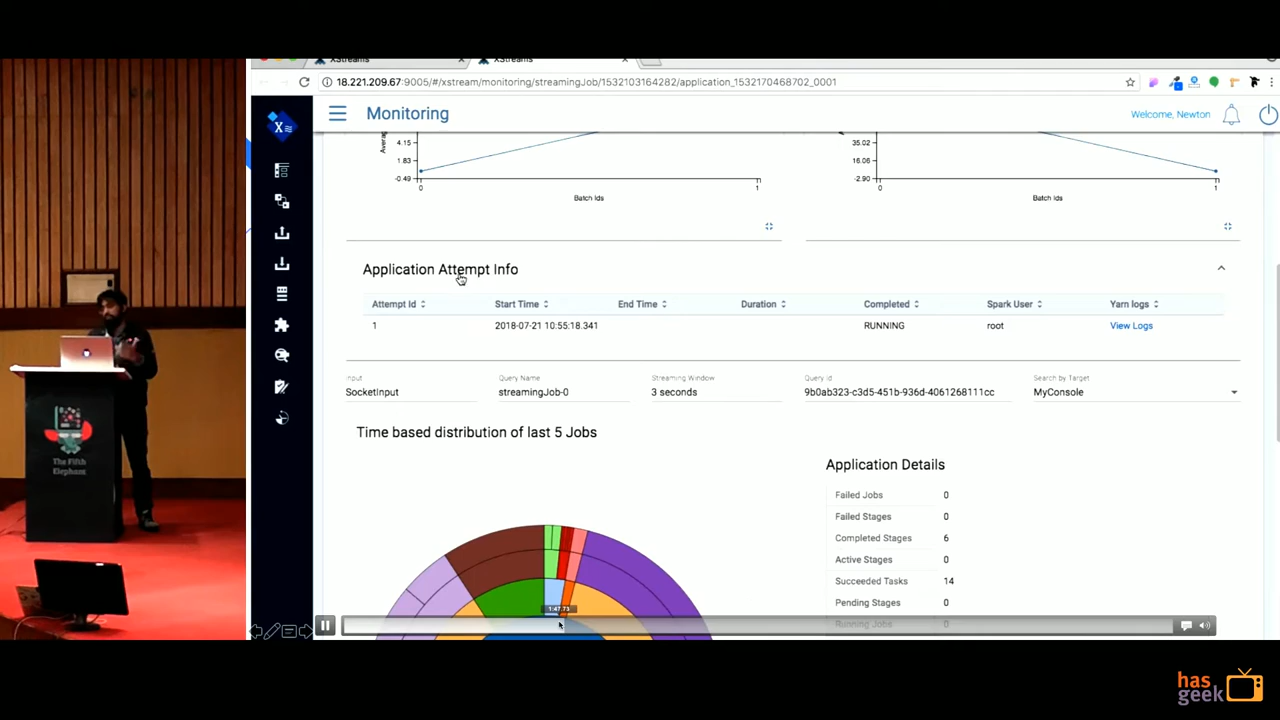 XStreams
XStreams
18.221.209.67:9005/#/xstream/monitoring/streamingJob/1532103164282/application_1532170468702_0001
X
Monitoring
Welcome, Newton
4.15
1.83
-0.49
0
1
Batch Ids
35.02
16.06
-2.90
0
1
Batch Ids
Application Attempt Info
Attempt Id
Start Time
End Time
Duration
Completed
Spark User
Yarn logs
1
2018-07-21 10:55:18.341
RUNNING
root
View Logs
Input
Query Name
Streaming Window
Query Id
Search by Target
SocketInput
streamingJob-0
3 seconds
9b0ab323-c3d5-451b-936d-4061268111cc
MyConsole
Time based distribution of last 5 Jobs
Application Details
Failed Jobs 0
Failed Stages 0
Completed Stages 6
Active Stages 0
Succeeded Tasks 14
Pending Stages 0
Running Jobs 0
1:47.73
The Fifth
Elephant
has
geek